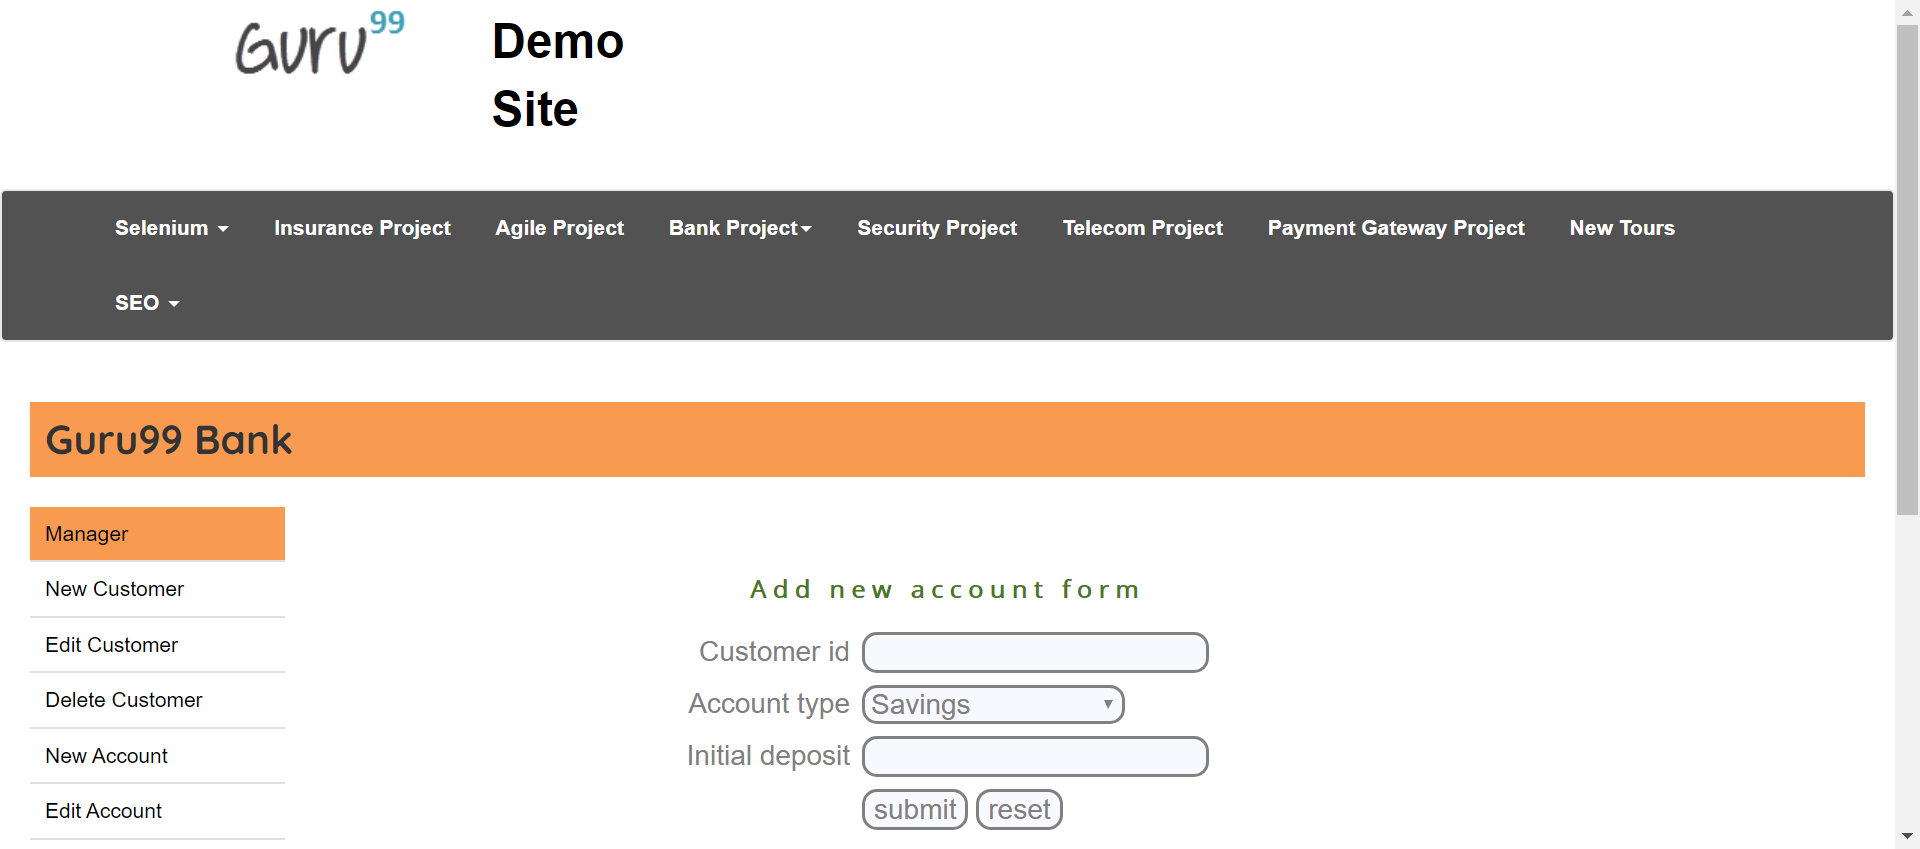 Guru99
Demo
Site
Selenium
Insurance Project
Agile Project
Bank Project
Security Project
Telecom Project
Payment Gateway Project
New Tours
SEO
Guru99 Bank
Manager
New Customer
Edit Customer
Delete Customer
New Account
Edit Account
Add new account form
Customer id
Account type Savings
Initial deposit
submit reset